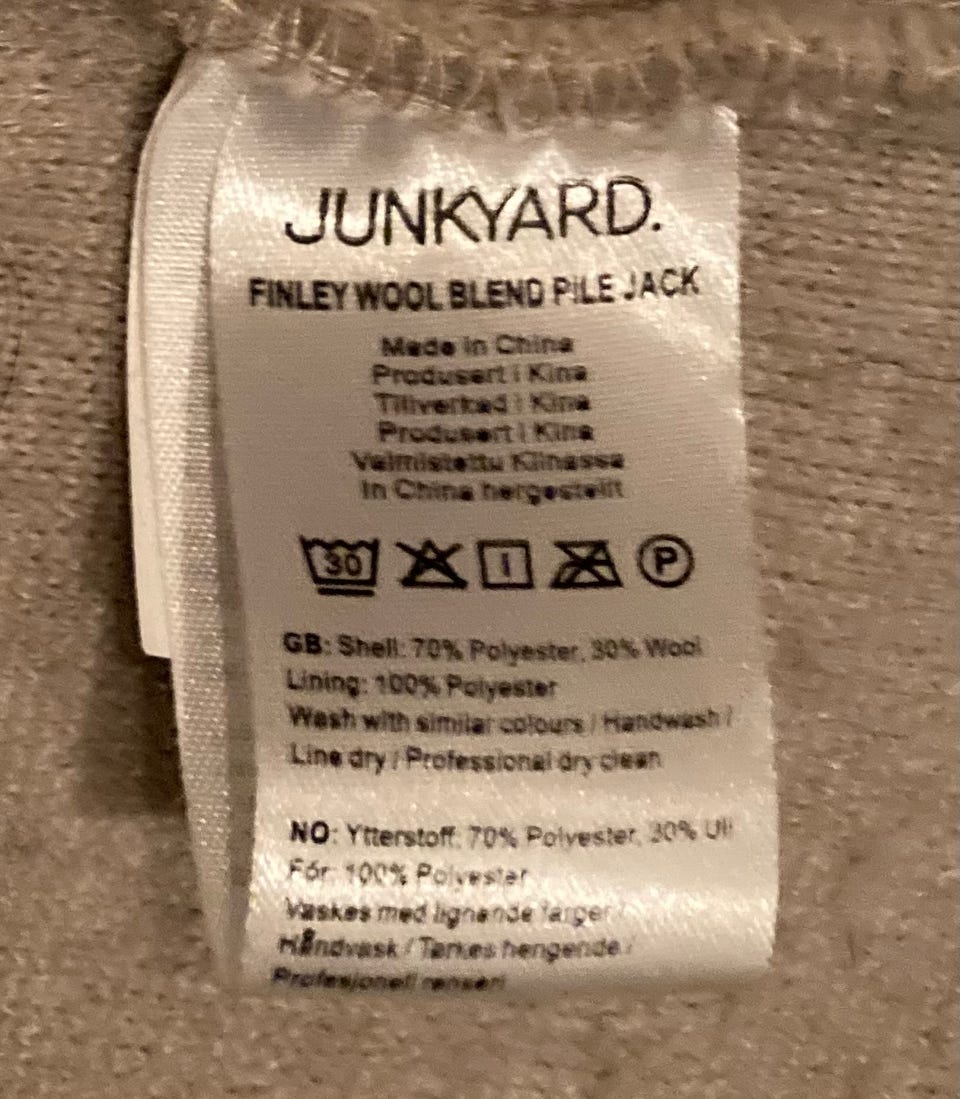 JUNKYARD.
FINLEY WOOL BLEND PILE JACK
Made in China
Produsert i Kina
Tillverkad i Kina
Produsert i Kina
Valmistettu Kiinassa
In China hergestellt
30 I P
GB: Shell: 70% Polyester, 30% Wool
Lining: 100% Polyester
Wash with similar colours / Handwash /
Line dry / Professional dry clean
NO: Ytterstoff: 70% Polyester, 30% Ull
Fór: 100% Polyester
Vaskes med lignende farger /
Håndvask / Tørkes hengende /
Profesjonell renseri